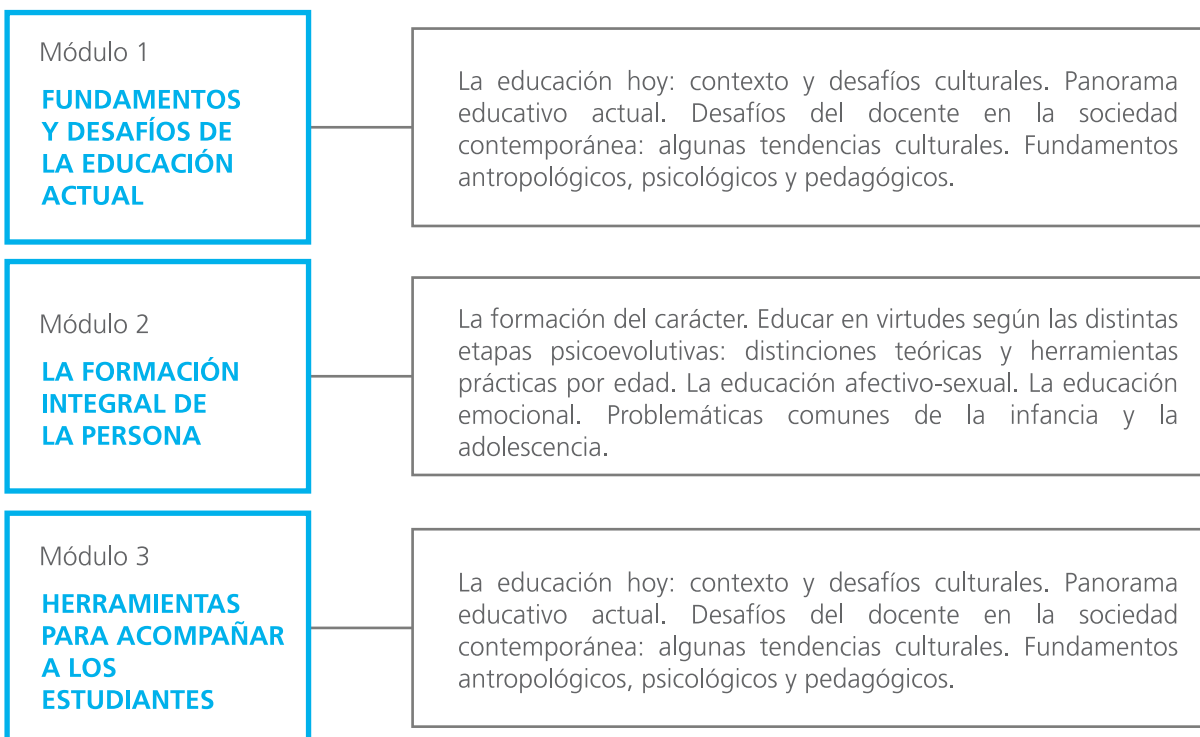 Módulo 1
FUNDAMENTOS
Y DESAFÍOS DE
LA EDUCACIÓN
ACTUAL
La educación hoy: contexto y desafíos culturales. Panorama
educativo actual. Desafíos del docente en la sociedad
contemporánea: algunas tendencias culturales. Fundamentos
antropológicos, psicológicos y pedagógicos.
Módulo 2
LA FORMACIÓN
INTEGRAL DE
LA PERSONA
La formación del carácter. Educar en virtudes según las distintas
etapas psicoevolutivas: distinciones teóricas y herramientas
prácticas por edad. La educación afectivo-sexual. La educación
emocional. Problemáticas comunes de la infancia y la
adolescencia.
Módulo 3
HERRAMIENTAS
PARA ACOMPAÑAR
A LOS
ESTUDIANTES
La educación hoy: contexto y desafíos culturales. Panorama
educativo actual. Desafíos del docente en la sociedad
contemporánea: algunas tendencias culturales. Fundamentos
antropológicos, psicológicos y pedagógicos.